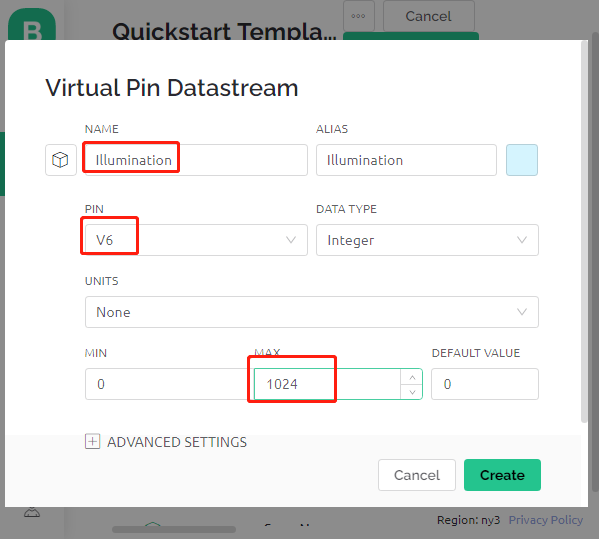 B
Quickstart Templa...
Cancel
Virtual Pin Datastream
NAME
ALIAS
Illumination
Illumination
PIN
DATA TYPE
V6
Integer
UNITS
None
MIN
MAX
DEFAULT VALUE
0
1024
0
ADVANCED SETTINGS
Cancel
Create
Region: ny3
Privacy Policy